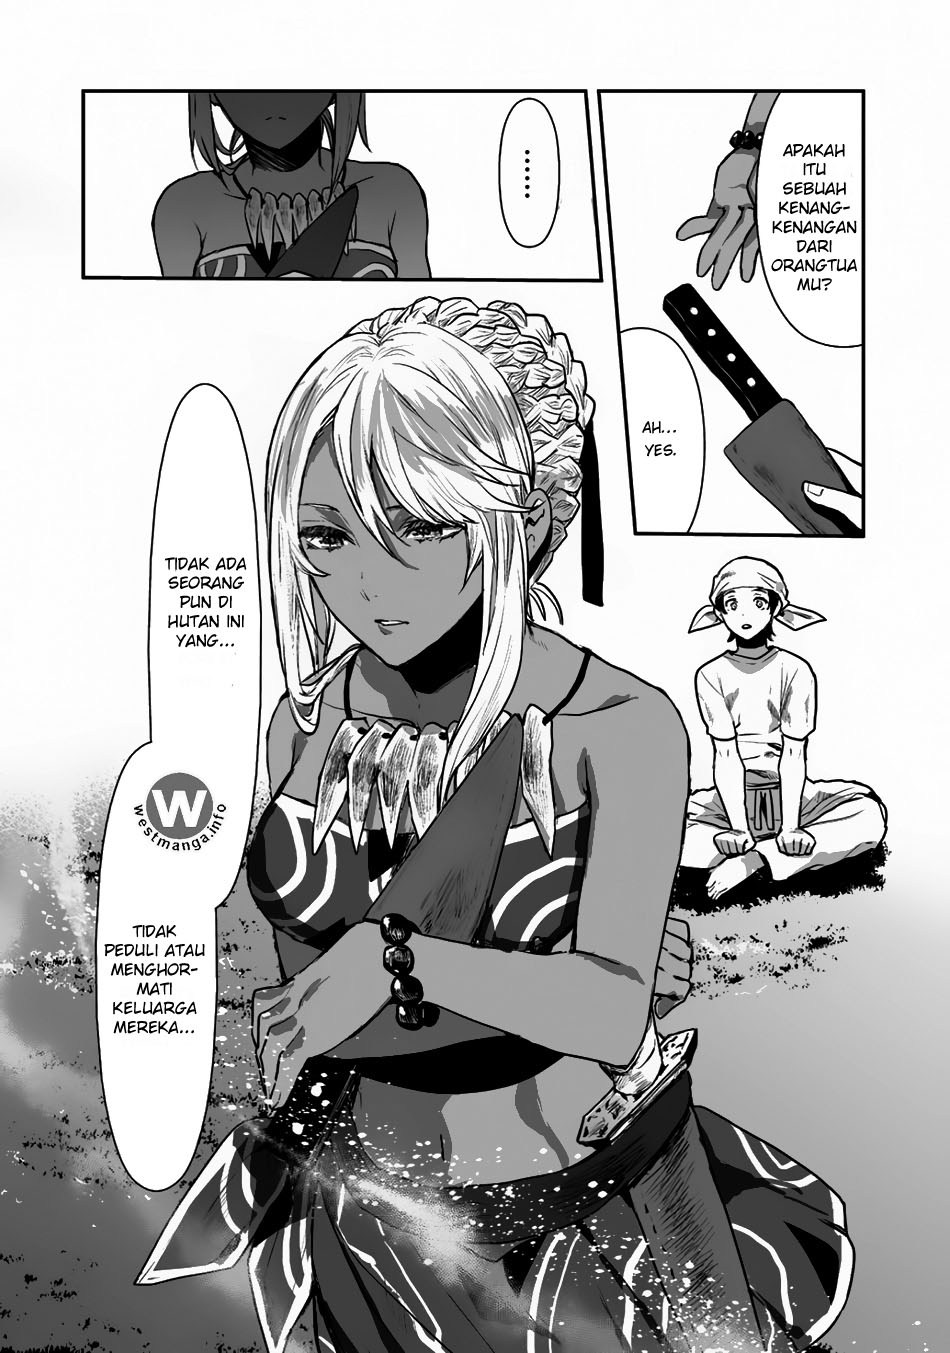 APAKAH
ITU
SEBUAH
KENANG-
KENANGAN
DARI
ORANGTUA
MU?
AH...
YES.
......
TIDAK ADA
SEORANG
PUN DI
HUTAN INI
YANG...
W
westmanga.info
TIDAK
PEDULI ATAU
MENGHOR-
MATI
KELUARGA
MEREKA...